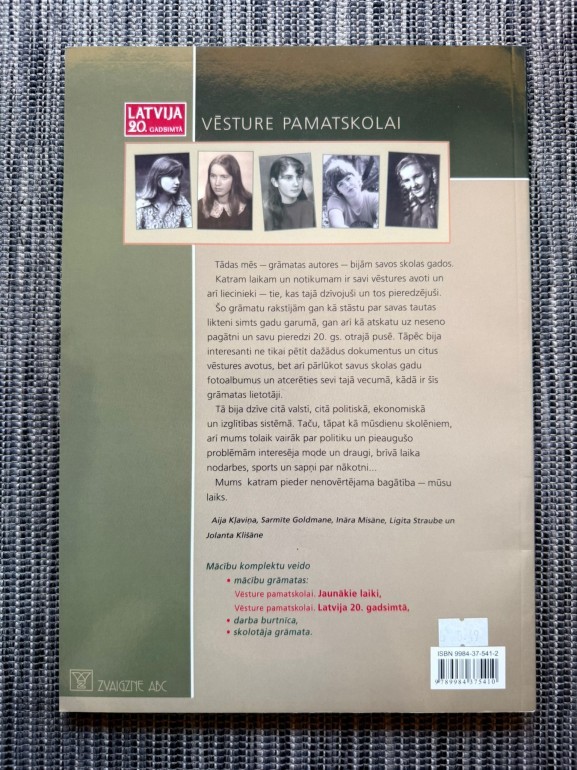 LATVIJA
20. GADSIMTĀ
VĒSTURE PAMATSKOLAI
Tādas mēs — grāmatas autores — bijām savos skolas gados.
Katram laikam un notikumam ir savi vēstures avoti un
arī liecinieki — tie, kas tajā dzīvojuši un tos pieredzējuši.
Šo grāmatu rakstījām gan kā stāstu par savas tautas
likteni simts gadu garumā, gan arī kā atskatu uz neseno
pagātni un savu pieredzi 20. gs. otrajā pusē. Tāpēc bija
interesanti ne tikai pētīt dažādus dokumentus un citus
vēstures avotus, bet arī pārlūkot savus skolas gadu
fotoalbumus un atcerēties sevi tajā vecumā, kādā ir šīs
grāmatas lietotāji.
Tā bija dzīve citā valstī, citā politiskā, ekonomiskā
un izglītības sistēmā. Taču, tāpat kā mūsdienu skolēniem,
arī mums tolaik vairāk par politiku un pieaugušo
problēmām interesēja mode un draugi, brīvā laika
nodarbes, sports un sapņi par nākotni...
Mums katram pieder nenovērtējama bagātība — mūsu
laiks.
Aija Kļaviņa, Sarmīte Goldmane, Ināra Misāne, Ligita Straube un
Jolanta Klišāne
Mācību komplektu veido
• mācību grāmatas:
Vēsture pamatskolai. Jaunākie laiki,
Vēsture pamatskolai. Latvija 20. gadsimtā,
• darba burtnīca,
• skolotāja grāmata.
ISBN 9984-37-541-2
9 789984 375410
ZVAIGZNE ABC